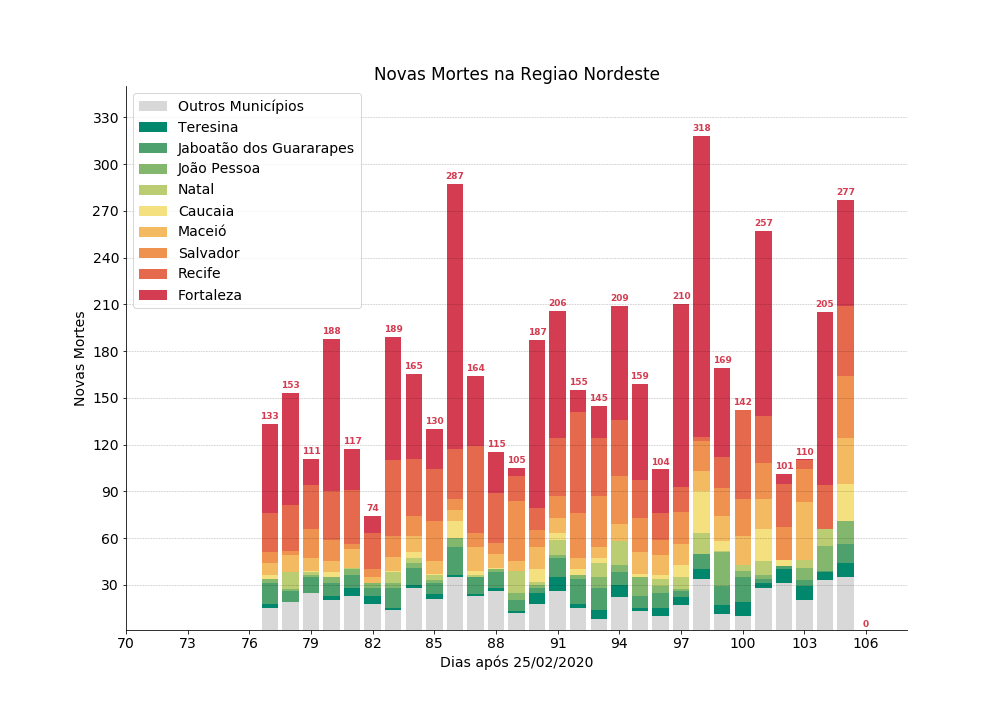 Novas Mortes na Regiao Nordeste
Outros Municípios
Teresina
Jaboatão dos Guararapes
João Pessoa
Natal
Caucaia
Maceió
Salvador
Recife
Fortaleza
Novas Mortes
330
300
270
240
210
180
150
120
90
60
30
133
153
111
188
117
74
189
165
130
287
164
115
105
187
206
155
145
209
159
104
210
318
169
142
257
101
110
205
277
0
70 73 76 79 82 85 88 91 94 97 100 103 106
Dias após 25/02/2020